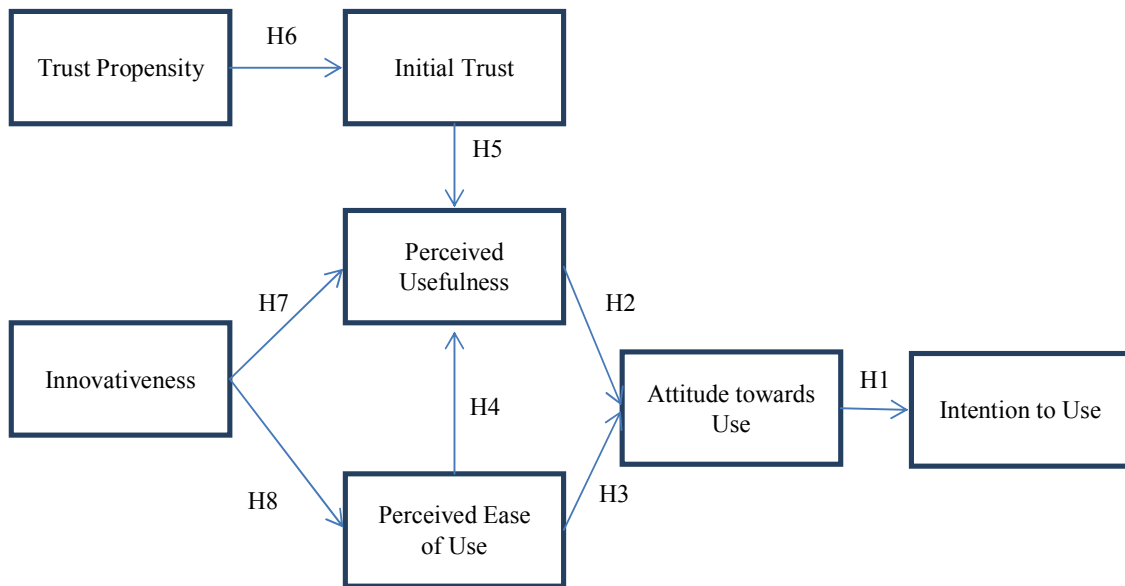 H6
Trust Propensity
Initial Trust
H5
Perceived
Usefulness
H7
H2
Innovativeness
H4
Attitude towards
Use
H1
Intention to Use
H8
Perceived Ease
of Use
H3